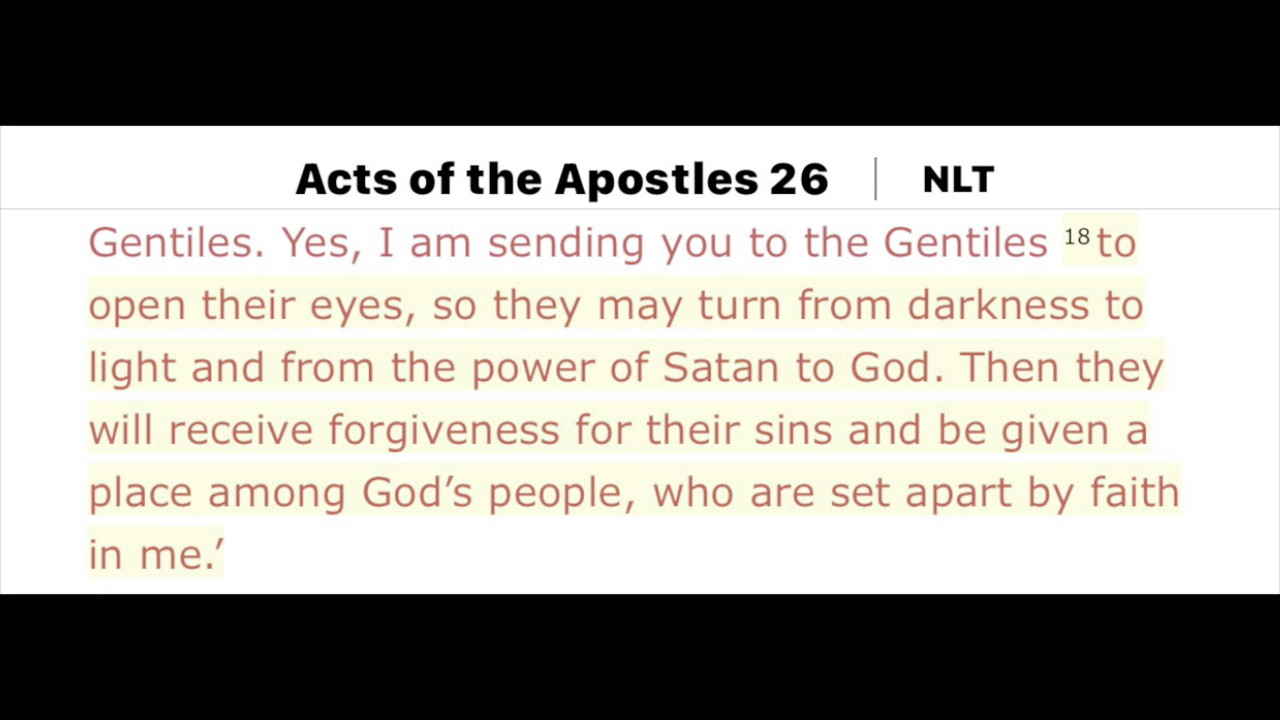 Acts of the Apostles 26 | NLT
Gentiles. Yes, I am sending you to the Gentiles 18 to
open their eyes, so they may turn from darkness to
light and from the power of Satan to God. Then they
will receive forgiveness for their sins and be given a
place among God’s people, who are set apart by faith
in me.’